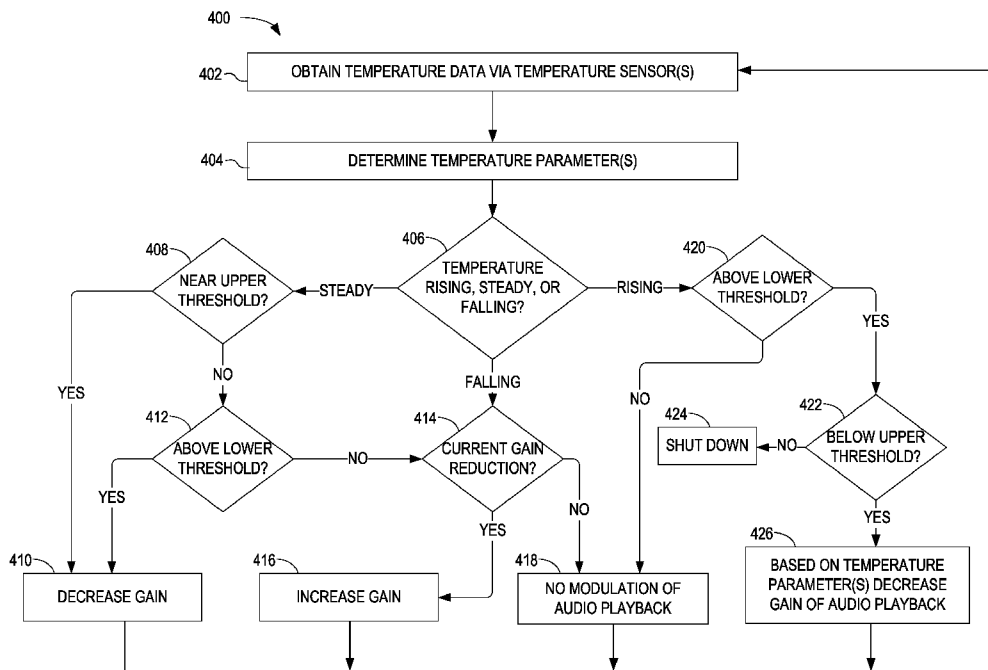 400
402
OBTAIN TEMPERATURE DATA VIA TEMPERATURE SENSOR(S)
404
DETERMINE TEMPERATURE PARAMETER(S)
406
TEMPERATURE
RISING, STEADY, OR
FALLING?
STEADY
RISING
FALLING
408
NEAR UPPER
THRESHOLD?
YES
NO
420
ABOVE LOWER
THRESHOLD?
YES
NO
412
ABOVE LOWER
THRESHOLD?
NO
YES
414
CURRENT GAIN
REDUCTION?
YES
NO
422
BELOW UPPER
THRESHOLD?
NO
YES
424
SHUT DOWN
410
DECREASE GAIN
416
INCREASE GAIN
418
NO MODULATION OF
AUDIO PLAYBACK
426
BASED ON TEMPERATURE
PARAMETER(S) DECREASE
GAIN OF AUDIO PLAYBACK